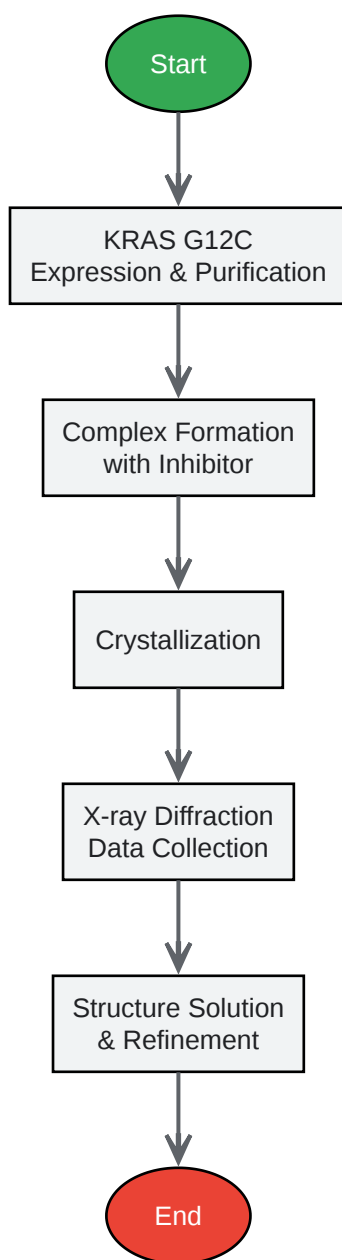 Start
KRAS G12C
Expression & Purification
Complex Formation
with Inhibitor
Crystallization
X-ray Diffraction
Data Collection
Structure Solution
& Refinement
End